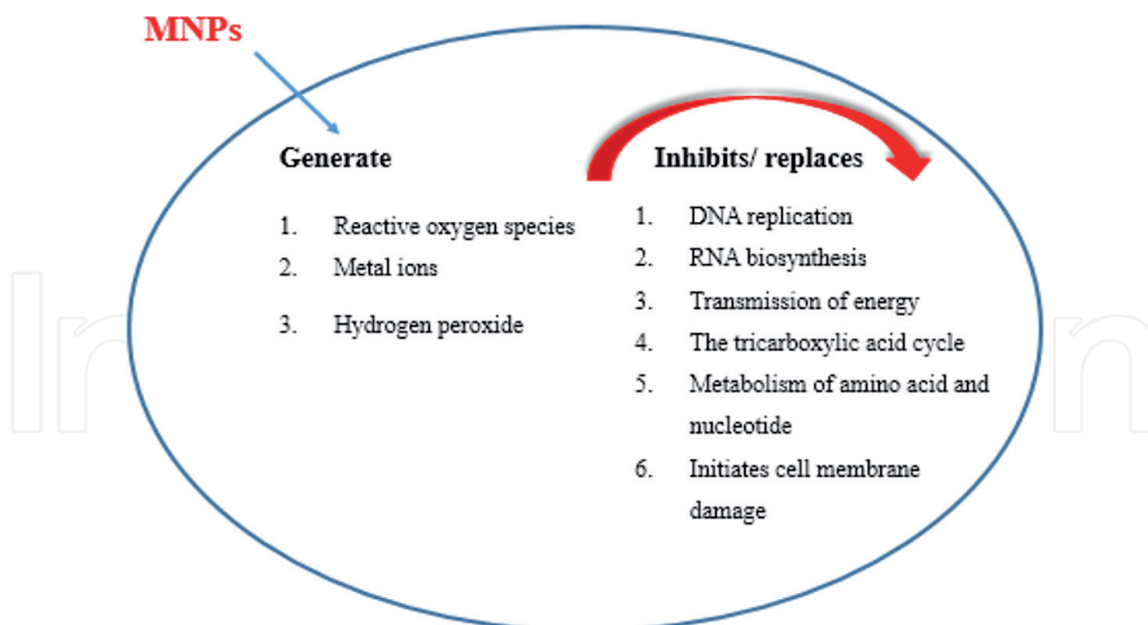 MNPs
Generate
1. Reactive oxygen species
2. Metal ions
3. Hydrogen peroxide
Inhibits/ replaces
1. DNA replication
2. RNA biosynthesis
3. Transmission of energy
4. The tricarboxylic acid cycle
5. Metabolism of amino acid and
nucleotide
6. Initiates cell membrane
damage